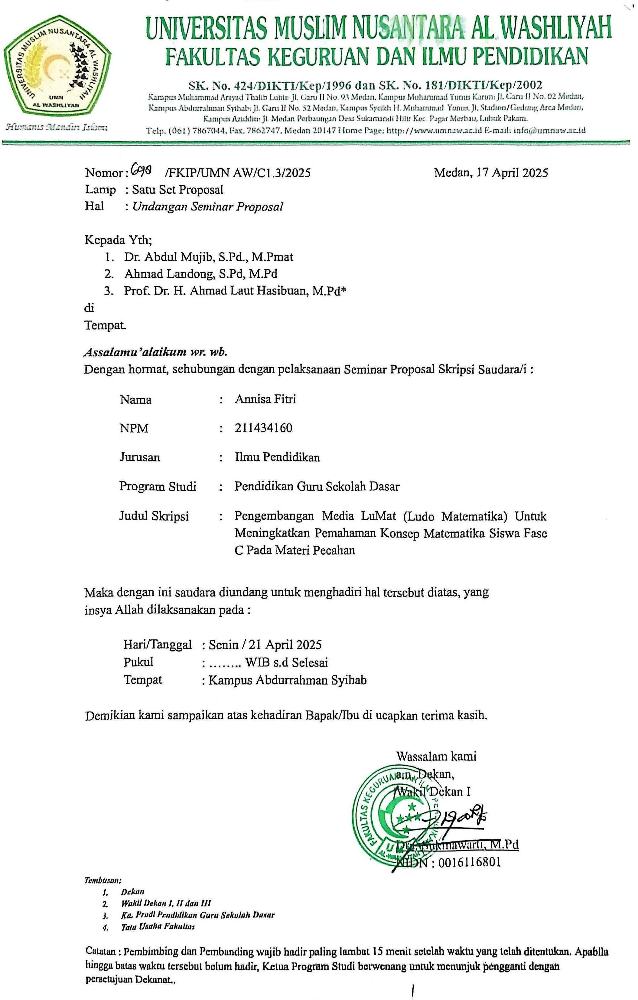 UNIVERSITAS MUSLIM NUSANTARA AL WASHLIYAH
UMN
AL WASHLIYAH
Humanis Mandiri Islami
UNIVERSITAS MUSLIM NUSANTARA AL WASHLIYAH
FAKULTAS KEGURUAN DAN ILMU PENDIDIKAN
SK. No. 424/DIKTI/Kep/1996 dan SK. No. 181/DIKTI/Kep/2002
Kampus Muhammad Arsyad Thalib Lubis: Jl. Garu II No. 93 Medan, Kampus Muhammad Yunus Karim: Jl. Garu II No. 02 Medan,
Kampus Abdurrahman Syihab: Jl. Garu II No. 52 Medan, Kampus Syeikh H. Muhammad Yunus, Jl. Stadion/Gedung Arca Medan,
Kampus Aziddin: Jl. Medan Perbaungan Desa Sukamandi Hilir Kec. Pagar Merbau, Lubuk Pakam.
Telp. (061) 7867044, Fax. 7862747, Medan 20147 Home Page: http://www.umnaw.ac.id E-mail: info@umnaw.ac.id
Nomor : /FKIP/UMN AW/C1.3/2025 Medan, 17 April 2025
Lamp : Satu Set Proposal
Hal : Undangan Seminar Proposal
Kepada Yth;
1. Dr. Abdul Mujib, S.Pd., M.Pmat
2. Ahmad Landong, S.Pd, M.Pd
3. Prof. Dr. H. Ahmad Laut Hasibuan, M.Pd*
di
Tempat.
Assalamu'alaikum wr. wb.
Dengan hormat, sehubungan dengan pelaksanaan Seminar Proposal Skripsi Saudara/i :
Nama : Annisa Fitri
NPM : 211434160
Jurusan : Ilmu Pendidikan
Program Studi : Pendidikan Guru Sekolah Dasar
Judul Skripsi : Pengembangan Media LuMat (Ludo Matematika) Untuk
Meningkatkan Pemahaman Konsep Matematika Siswa Fase
C Pada Materi Pecahan
Maka dengan ini saudara diundang untuk menghadiri hal tersebut diatas, yang
insya Allah dilaksanakan pada :
Hari/Tanggal : Senin / 21 April 2025
Pukul : ........ WIB s.d Selesai
Tempat : Kampus Abdurrahman Syihab
Demikian kami sampaikan atas kehadiran Bapak/Ibu di ucapkan terima kasih.
Wassalam kami
an. Dekan,
Wakil Dekan I
FAKULTAS KEGURUAN DAN ILMU
Sukmawarti, M.Pd
NIDN : 0016116801
Tembusan:
1. Dekan
2. Wakil Dekan I, II dan III
3. Ka. Prodi Pendidikan Guru Sekolah Dasar
4. Tata Usaha Fakultas
Catatan : Pembimbing dan Pembanding wajib hadir paling lambat 15 menit setelah waktu yang telah ditentukan. Apabila
hingga batas waktu tersebut belum hadir, Ketua Program Studi berwenang untuk menunjuk pengganti dengan
persetujuan Dekanat..